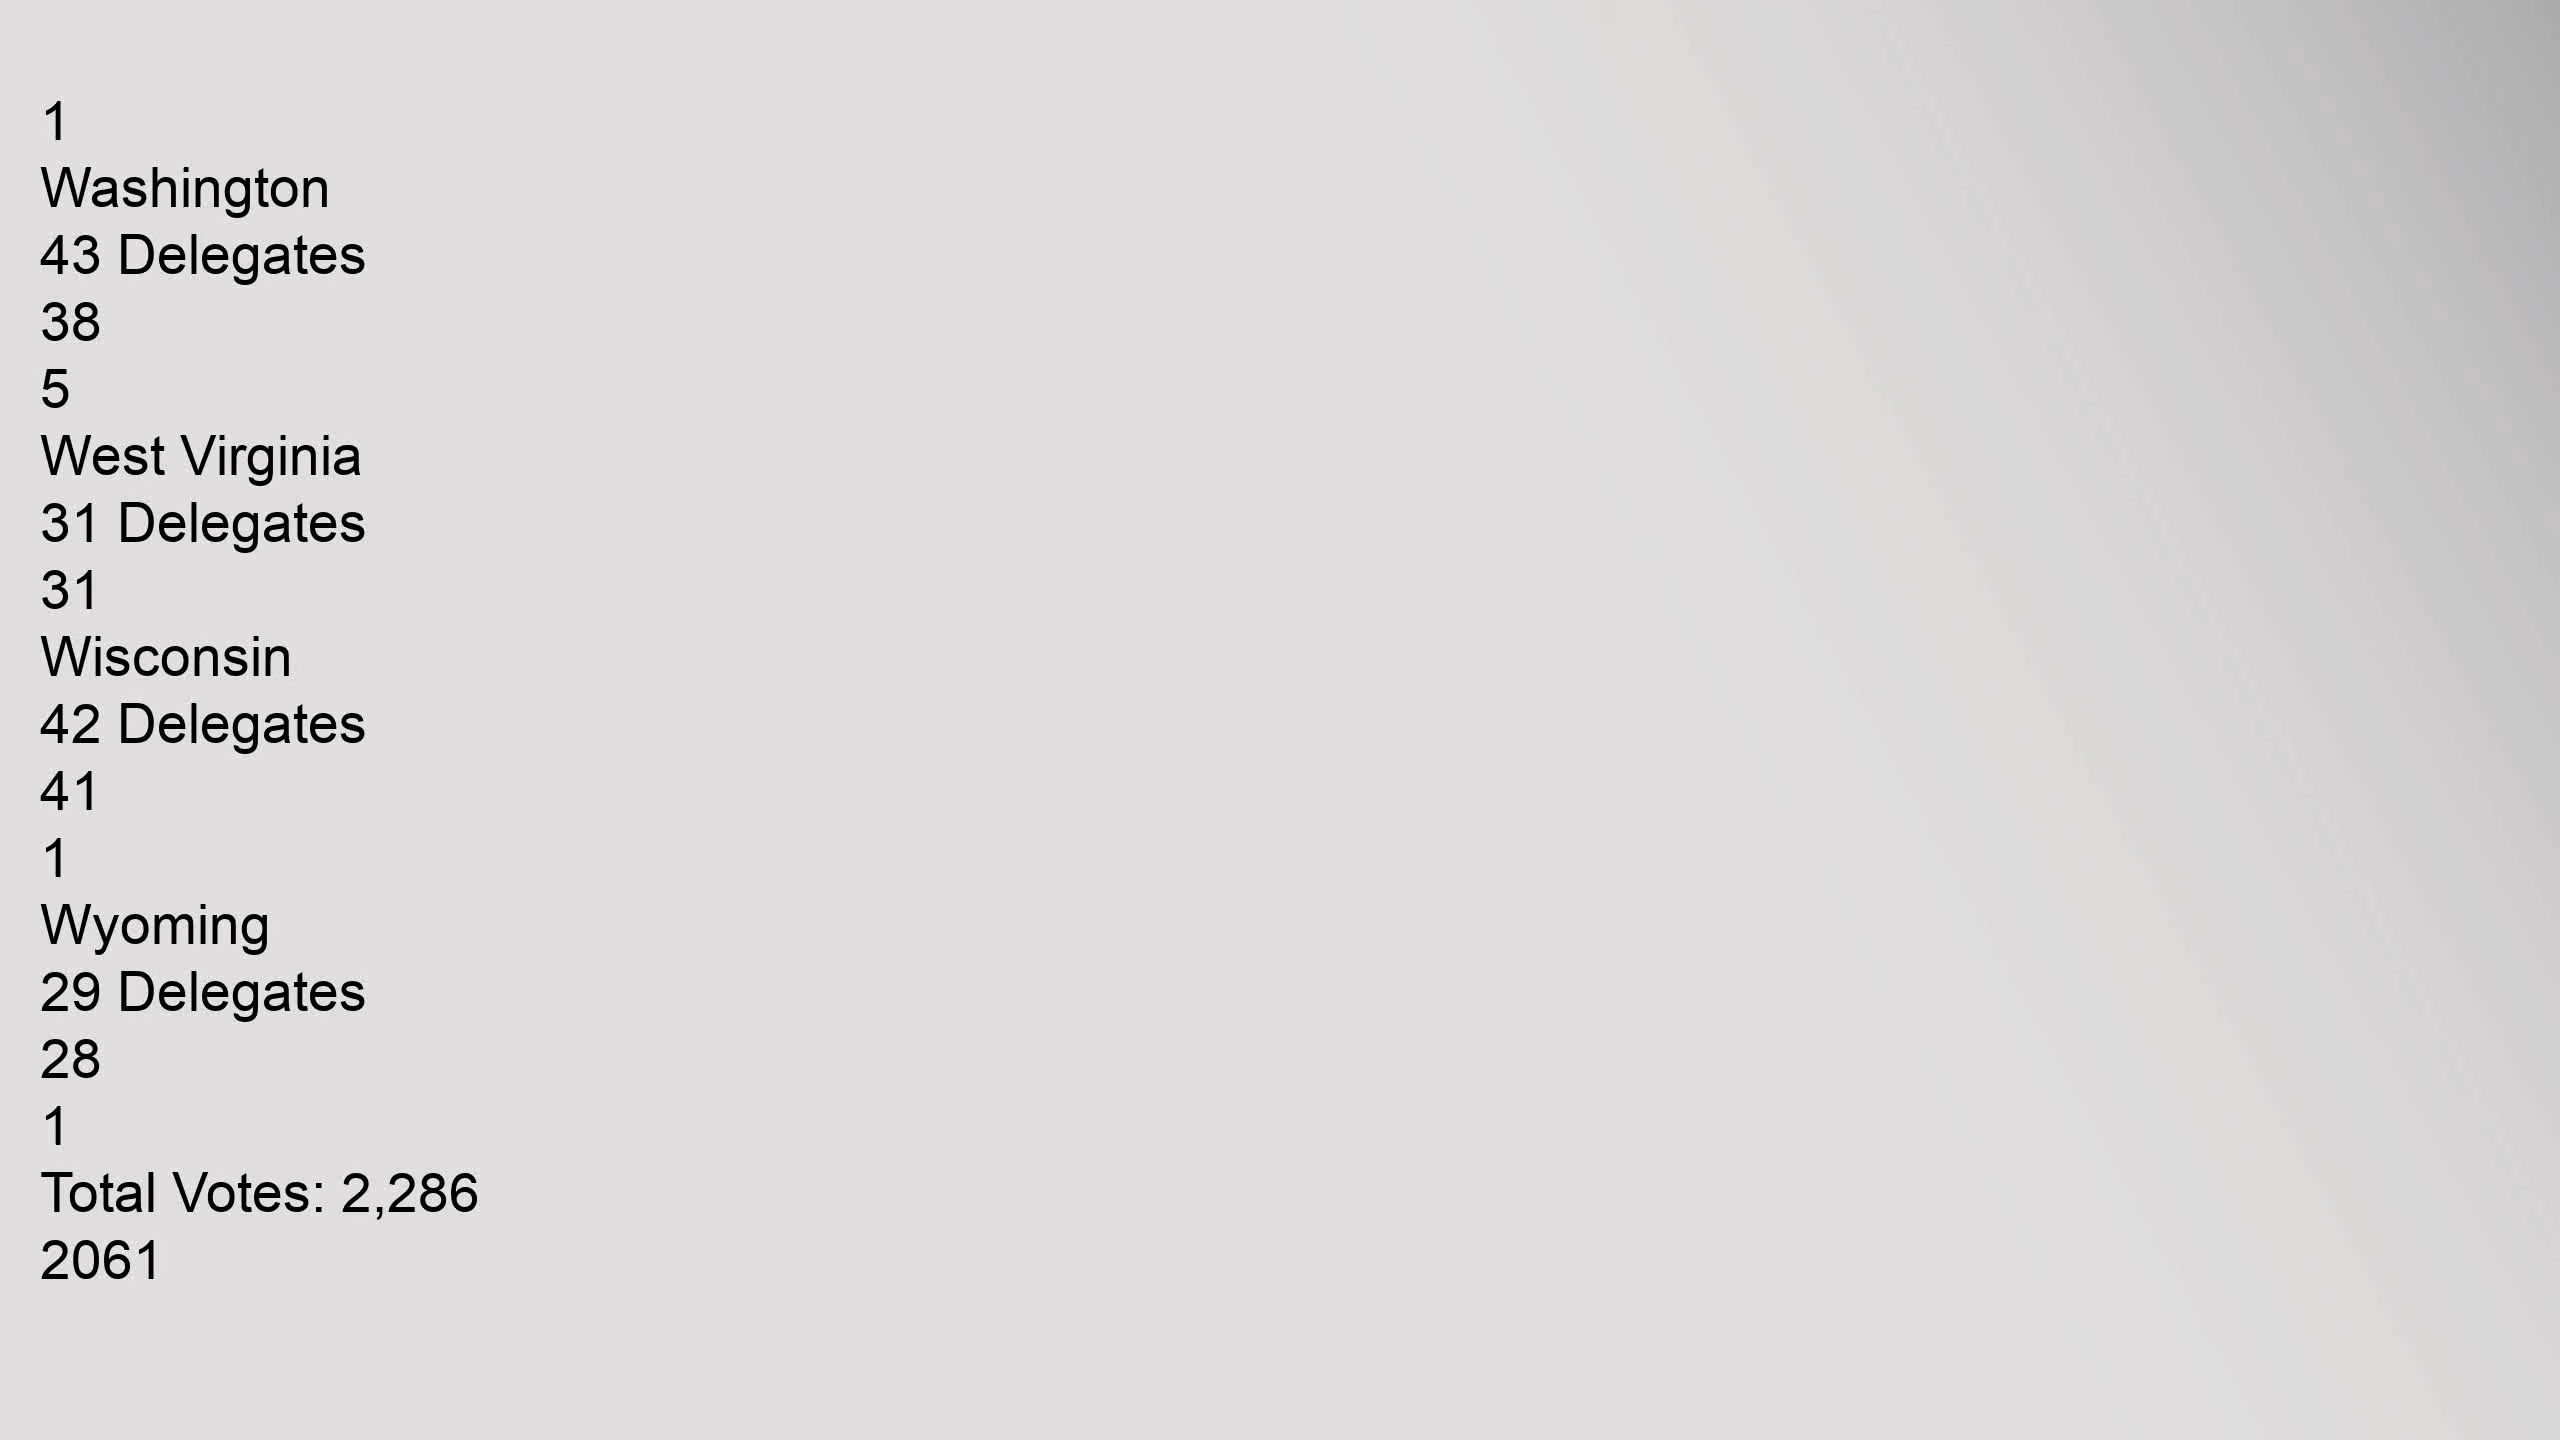 1
Washington
43 Delegates
38
5
West Virginia
31 Delegates
31
Wisconsin
42 Delegates
41
1
Wyoming
29 Delegates
28
1
Total Votes: 2,286
2061